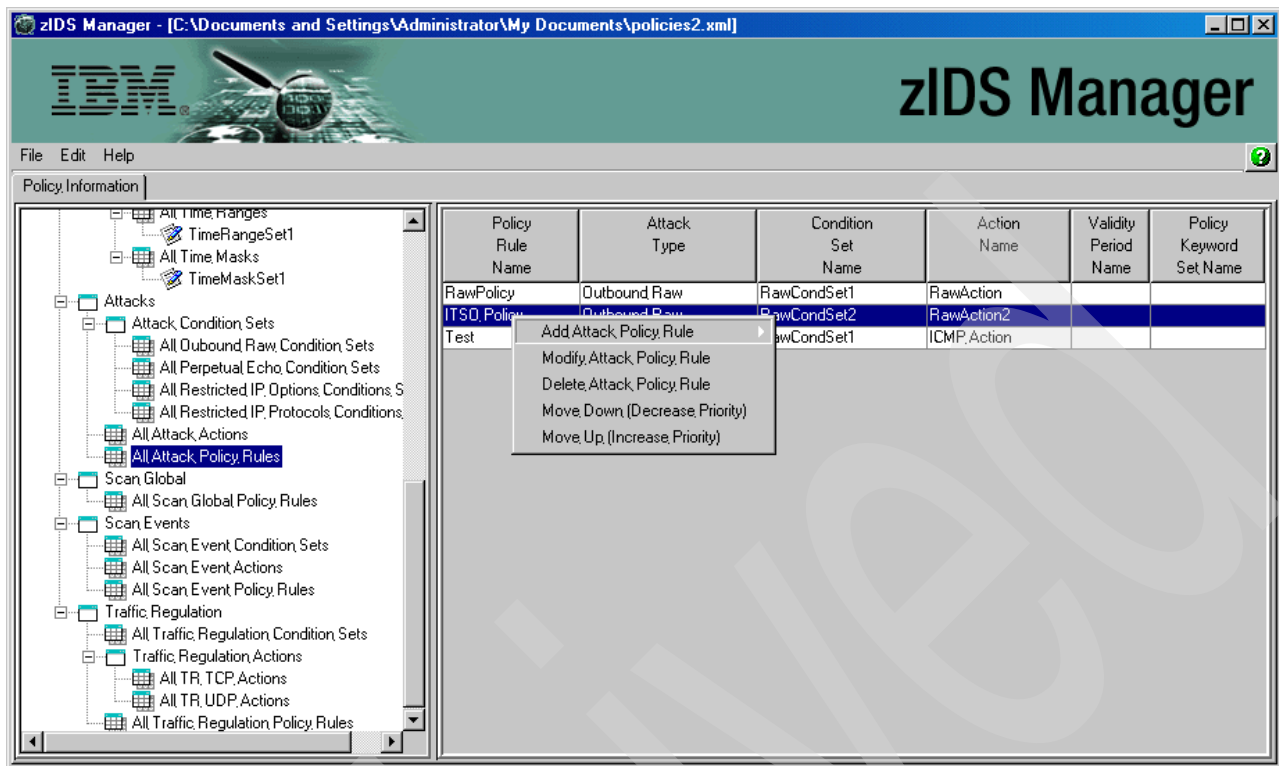 zIDS Manager - [C:\Documents and Settings\Administrator\My Documents\policies2.xml]
IBM®
zIDS Manager
File Edit Help
Policy Information
All Time Ranges
TimeRangeSet1
All Time Masks
TimeMaskSet1
Attacks
Attack Condition Sets
All Oubound Raw Condition Sets
All Perpetual Echo Condition Sets
All Restricted IP Options Conditions S
All Restricted IP Protocols Conditions
All Attack Actions
All Attack Policy Rules
Scan Global
All Scan Global Policy Rules
Scan Events
All Scan Event Condition Sets
All Scan Event Actions
All Scan Event Policy Rules
Traffic Regulation
All Traffic Regulation Condition Sets
Traffic Regulation Actions
All TR TCP Actions
All TR UDP Actions
All Traffic Regulation Policy Rules
Policy Rule Name Attack Type Condition Set Name Action Name Validity Period Name Policy Keyword Set Name
RawPolicy Outbound Raw RawCondSet1 RawAction
ITSO Policy Outbound Raw RawCondSet2 RawAction2
Test awCondSet1 ICMP Action
Add Attack Policy Rule
Modify Attack Policy Rule
Delete Attack Policy Rule
Move Down (Decrease Priority)
Move Up (Increase Priority)